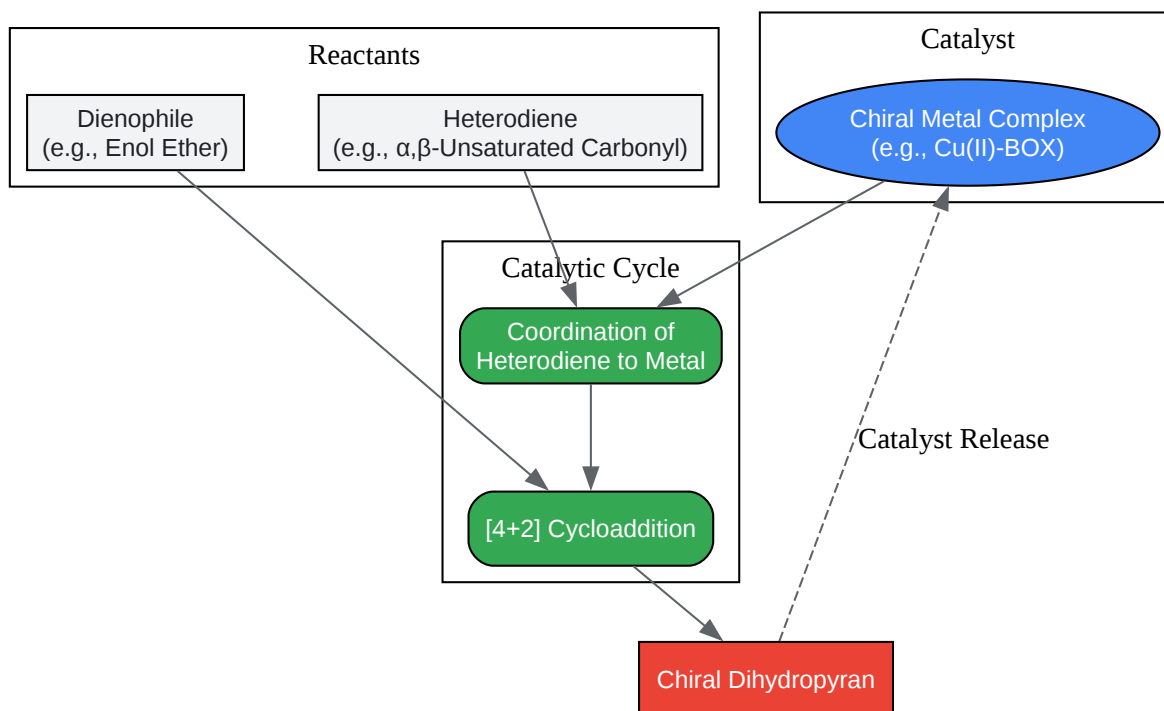 Reactants
Dienophile
(e.g., Enol Ether)
Heterodiene
(e.g., α,β-Unsaturated Carbonyl)
Catalyst
Chiral Metal Complex
(e.g., Cu(II)-BOX)
Catalytic Cycle
Coordination of
Heterodiene to Metal
[4+2] Cycloaddition
Catalyst Release
Chiral Dihydropyran